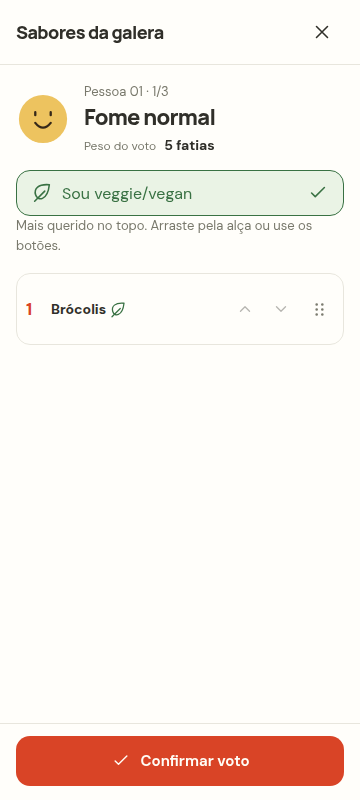 Sabores da galera
Pessoa 01 · 1/3
Fome normal
Peso do voto 5 fatias
Sou veggie/vegan
Mais querido no topo. Arraste pela alça ou use os
botões.
1 Brócolis
Confirmar voto